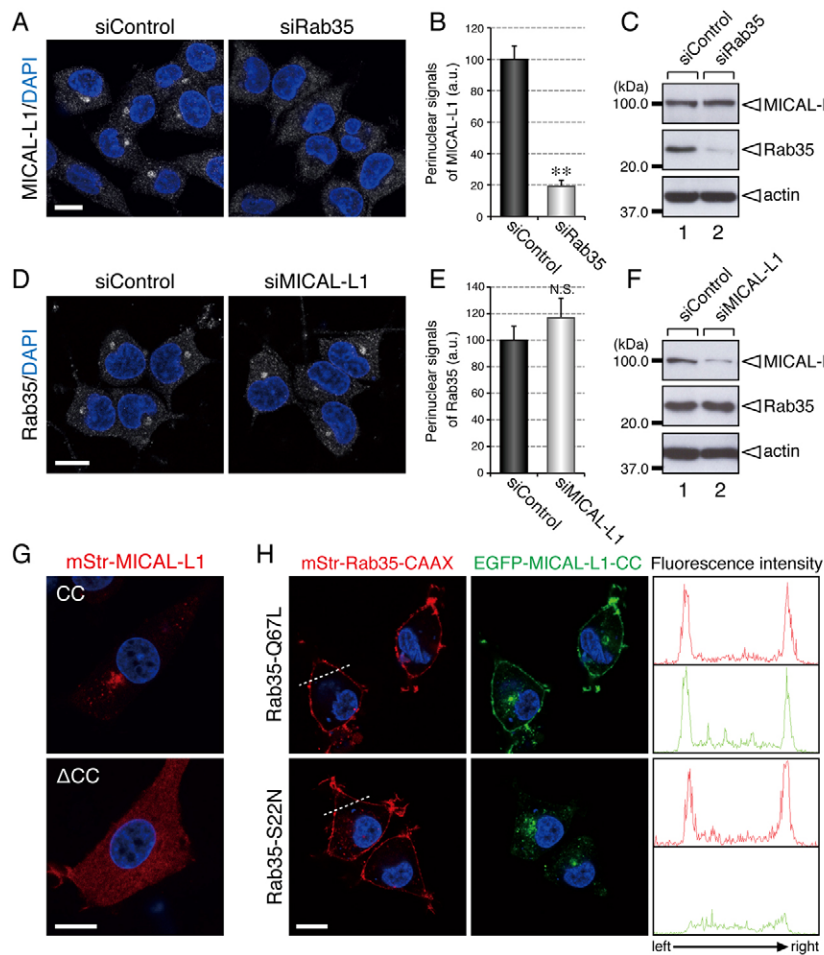 A
siControl
siRab35
MICAL-L1/DAPI
B
Perinuclear signals
of MICAL-L1 (a.u.)
120
100
80
60
40
20
0
**
siControl
siRab35
C
siControl
siRab35
(kDa)
100.0
MICAL-L
Rab35
20.0
actin
37.0
1 2
D
siControl
siMICAL-L1
Rab35/DAPI
E
Perinuclear signals
of Rab35 (a.u.)
140
120
100
80
60
40
20
0
N.S.
siControl
siMICAL-L1
F
siControl
siMICAL-L1
(kDa)
100.0
MICAL-L
Rab35
20.0
actin
37.0
1 2
G
mStr-MICAL-L1
CC
ΔCC
H
mStr-Rab35-CAAX
EGFP-MICAL-L1-CC
Fluorescence intensity
Rab35-Q67L
Rab35-S22N
left
right